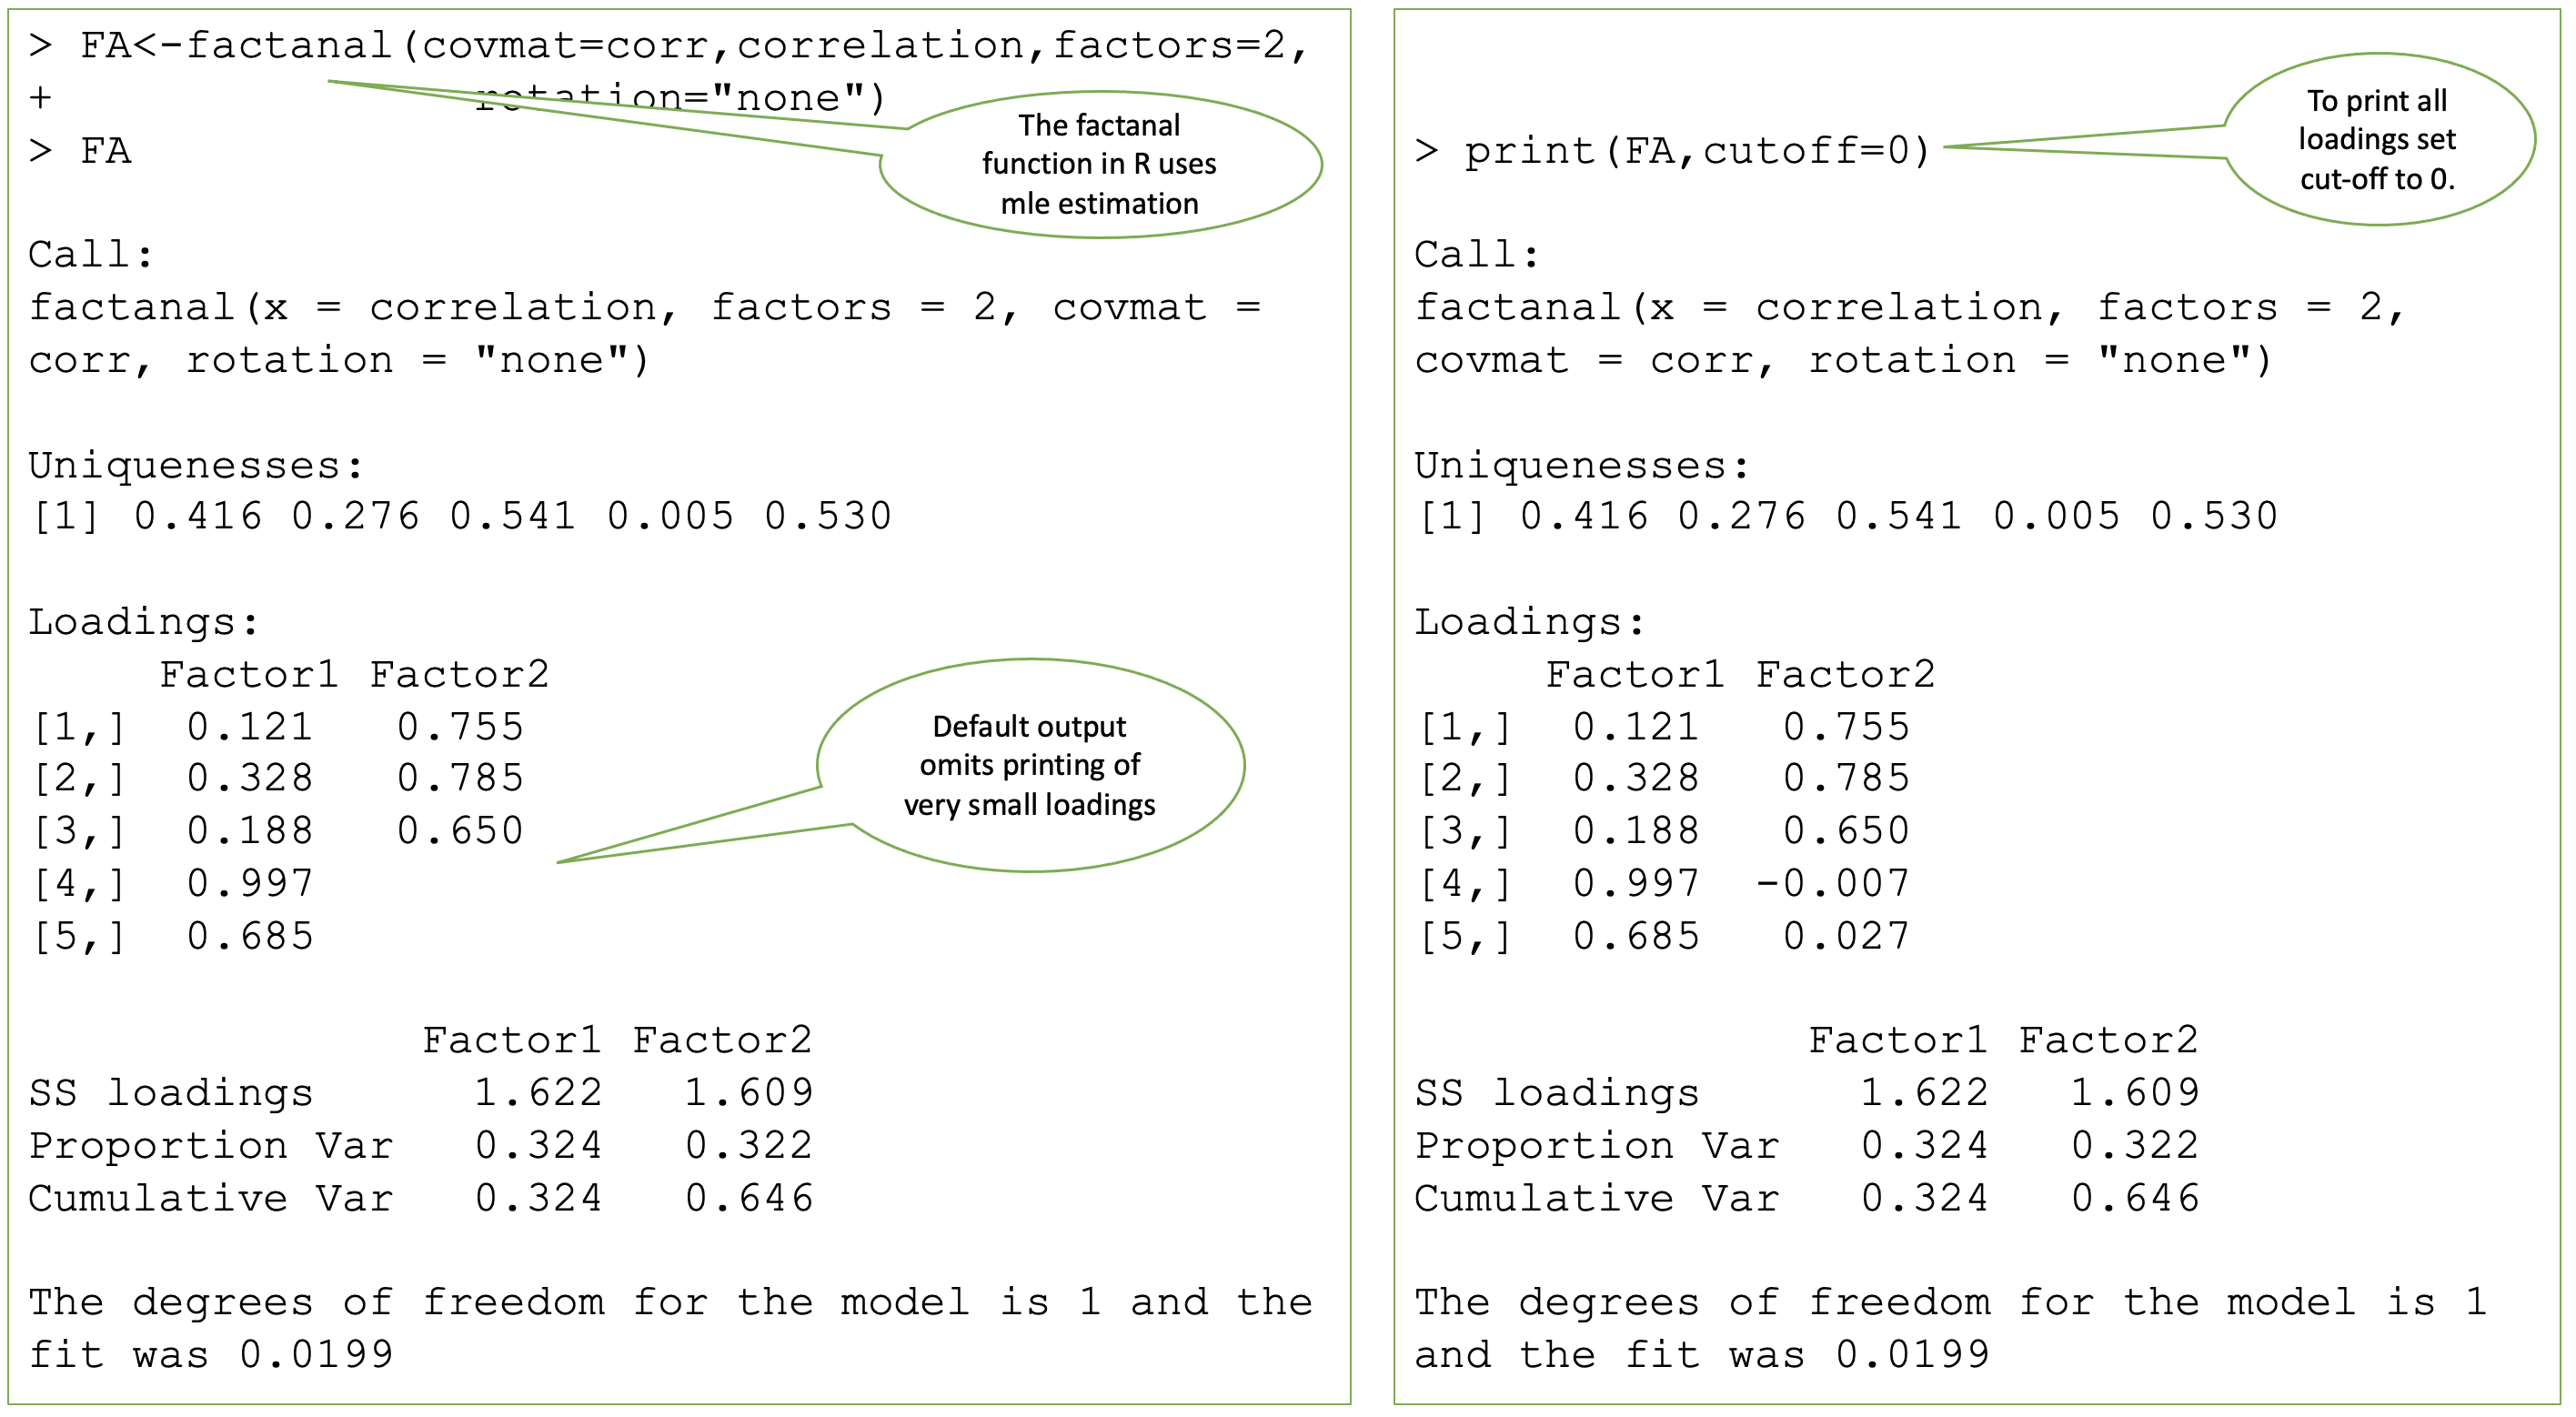 > FA<-factanal(covmat=corr,correlation,factors=2,
+                 rotation="none")
> FA
The factanal
function in R uses
mle estimation
Call:
factanal(x = correlation, factors = 2, covmat =
corr, rotation = "none")
Uniquenesses:
[1] 0.416 0.276 0.541 0.005 0.530
Loadings:
     Factor1 Factor2
[1,]  0.121   0.755
[2,]  0.328   0.785
[3,]  0.188   0.650
[4,]  0.997
[5,]  0.685
Default output
omits printing of
very small loadings
               Factor1 Factor2
SS loadings      1.622   1.609
Proportion Var   0.324   0.322
Cumulative Var   0.324   0.646
The degrees of freedom for the model is 1 and the
fit was 0.0199
> print(FA,cutoff=0)
To print all
loadings set
cut-off to 0.
Call:
factanal(x = correlation, factors = 2,
covmat = corr, rotation = "none")
Uniquenesses:
[1] 0.416 0.276 0.541 0.005 0.530
Loadings:
     Factor1 Factor2
[1,]  0.121   0.755
[2,]  0.328   0.785
[3,]  0.188   0.650
[4,]  0.997  -0.007
[5,]  0.685   0.027
               Factor1 Factor2
SS loadings      1.622   1.609
Proportion Var   0.324   0.322
Cumulative Var   0.324   0.646
The degrees of freedom for the model is 1
and the fit was 0.0199